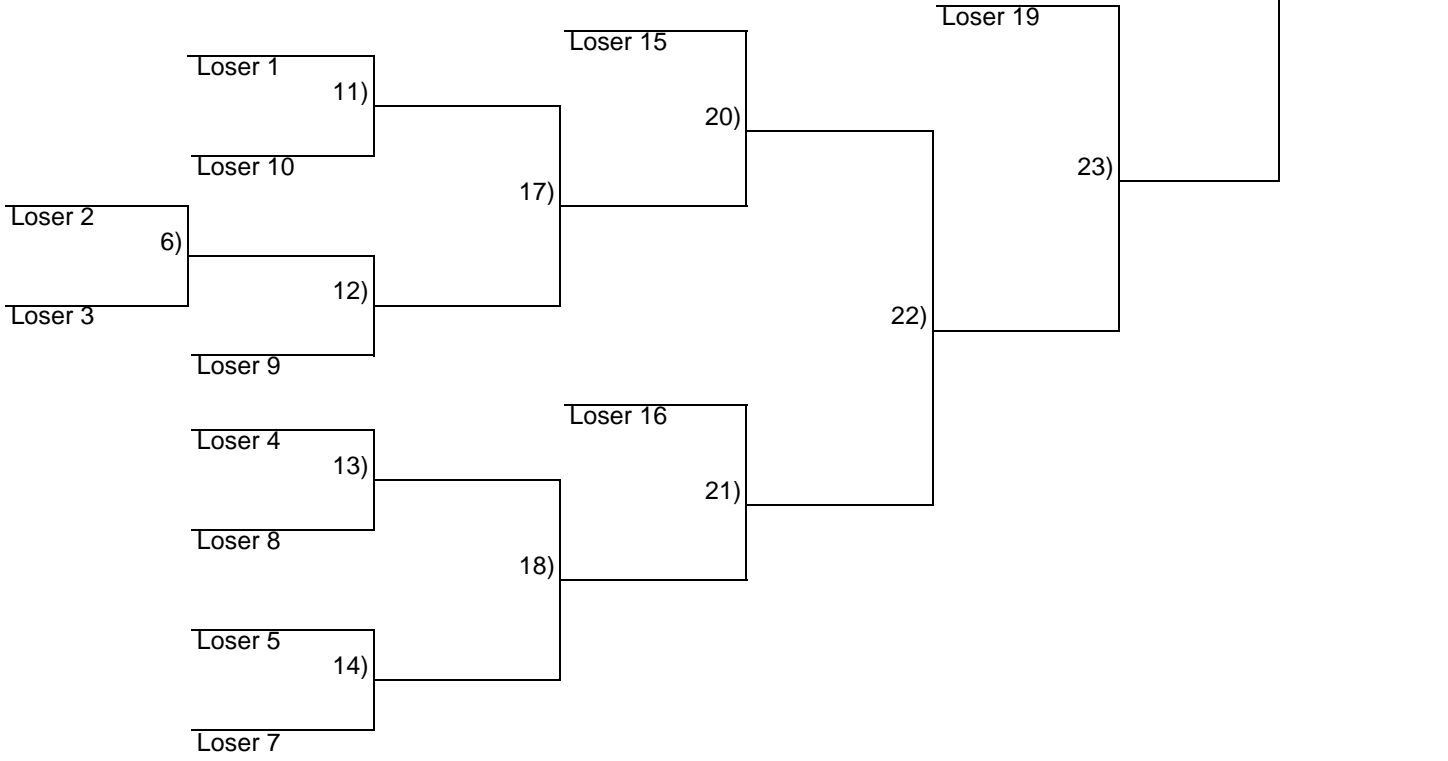 Loser 19
Loser 15
Loser 1
11)
20)
Loser 10
23)
17)
Loser 2
6)
12)
Loser 3
22)
Loser 9
Loser 16
Loser 4
13)
21)
Loser 8
18)
Loser 5
14)
Loser 7